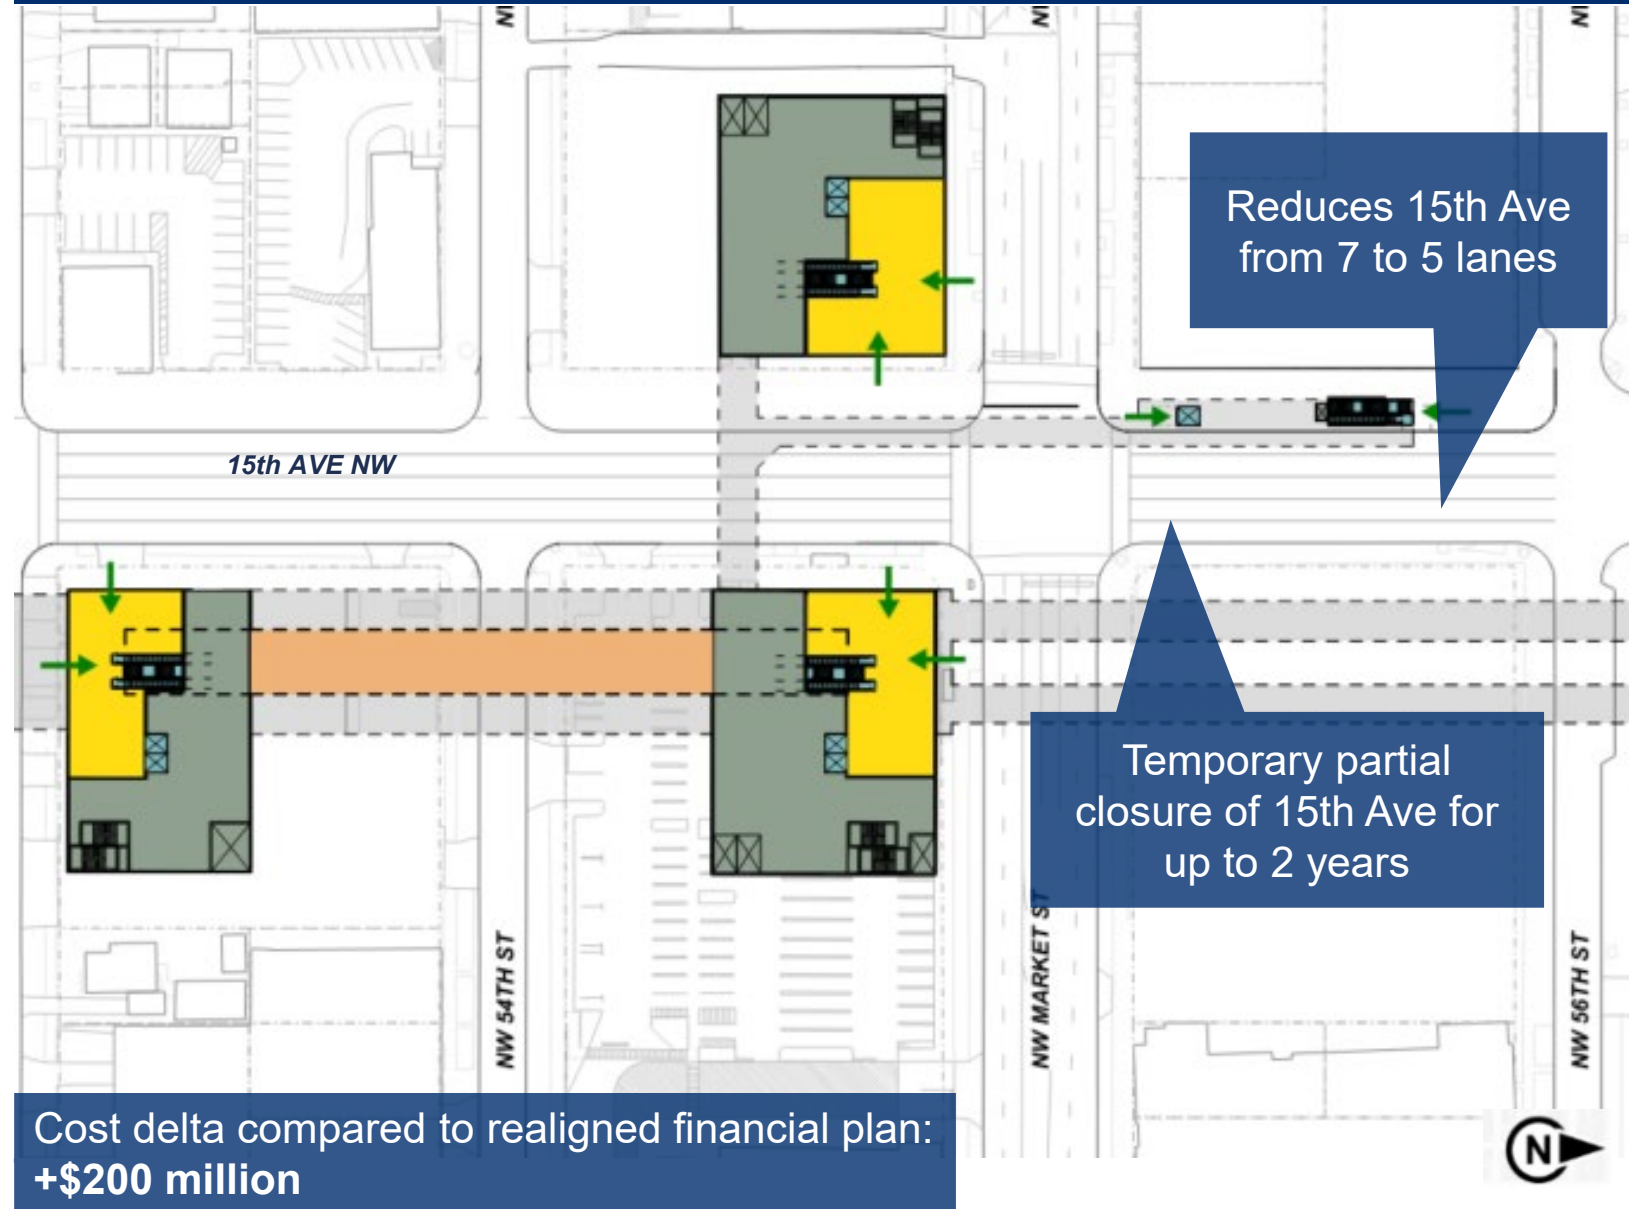 Reduces 15th Ave
from 7 to 5 lanes
15th AVE NW
Temporary partial
closure of 15th Ave for
up to 2 years
NW 54TH ST
NW MARKET ST
NW 56TH ST
Cost delta compared to realigned financial plan:
+$200 million
N